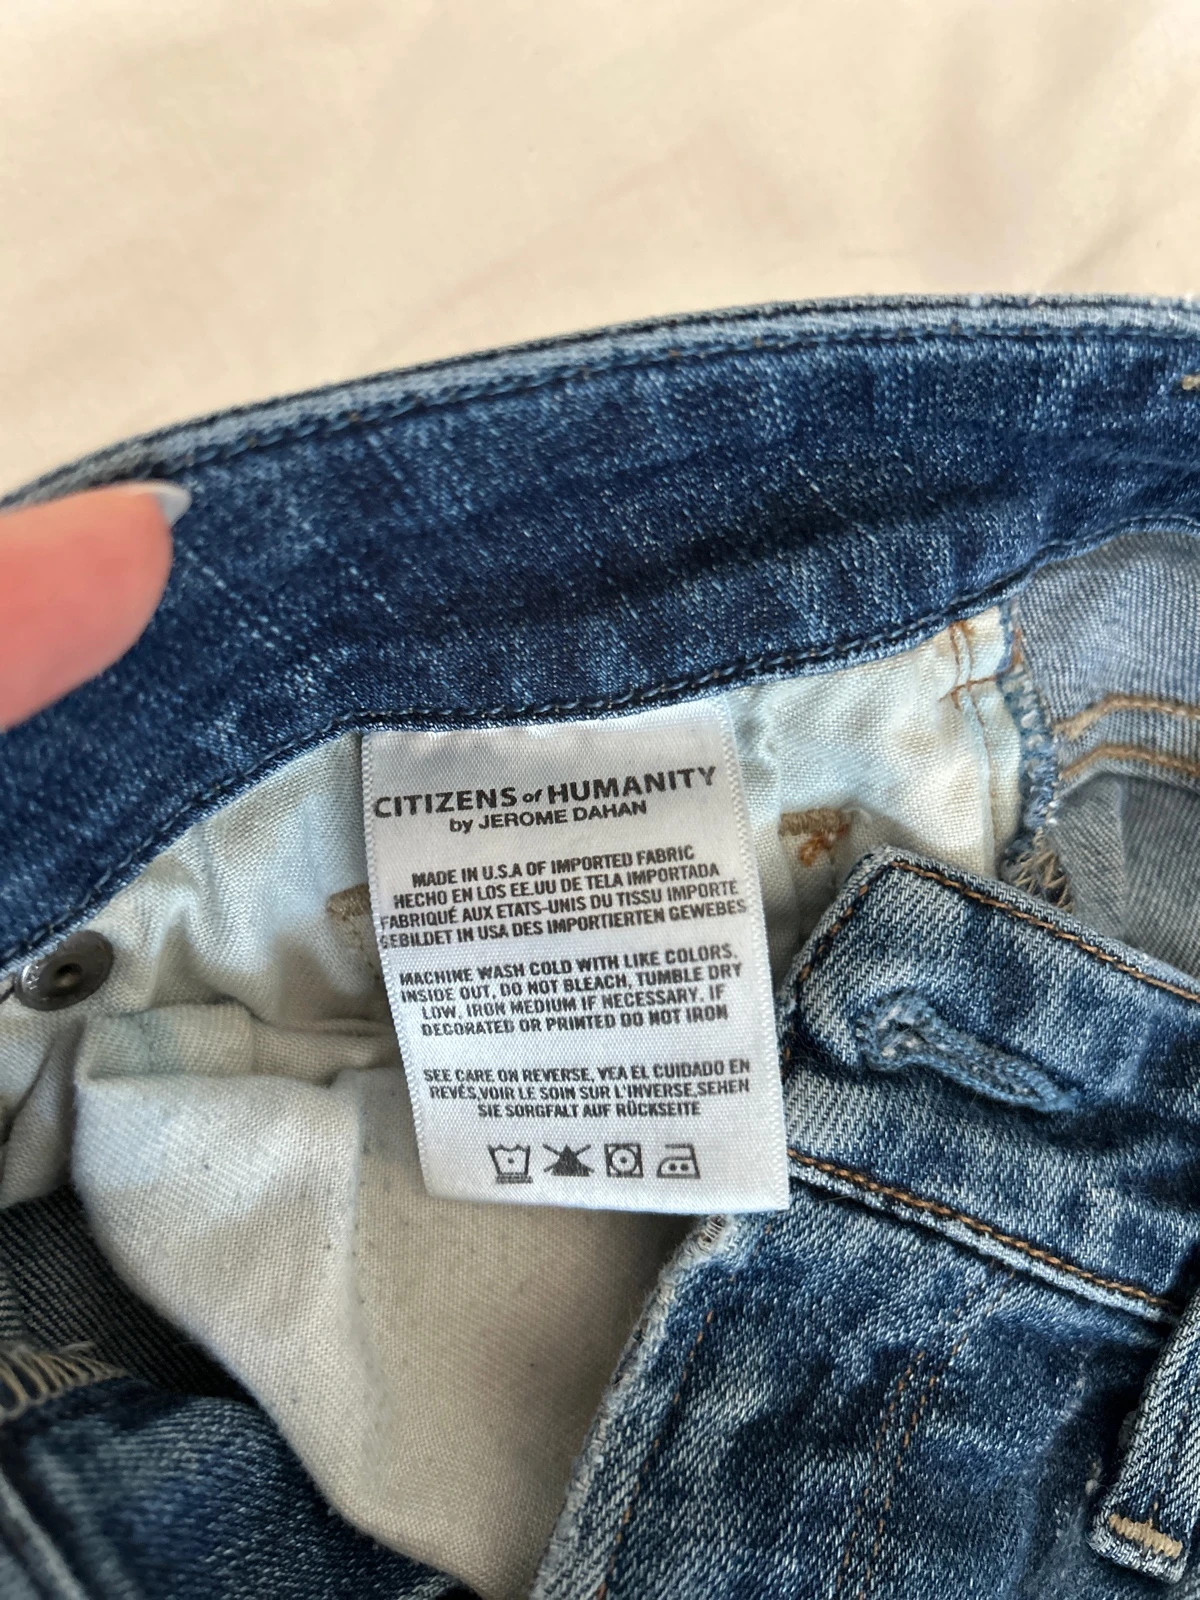 CITIZENS of HUMANITY
by JEROME DAHAN
MADE IN U.S.A OF IMPORTED FABRIC
HECHO EN LOS EE.UU DE TELA IMPORTADA
FABRIQUÉ AUX ETATS-UNIS DU TISSU IMPORTE
GEBILDET IN USA DES IMPORTIERTEN GEWEBES
MACHINE WASH COLD WITH LIKE COLORS,
INSIDE OUT, DO NOT BLEACH, TUMBLE DRY
LOW, IRON MEDIUM IF NECESSARY. IF
DECORATED OR PRINTED DO NOT IRON
SEE CARE ON REVERSE, VEA EL CUIDADO EN
REVÉS,VOIR LE SOIN SUR L'INVERSE,SEHEN
SIE SORGFALT AUF RÜCKSEITE